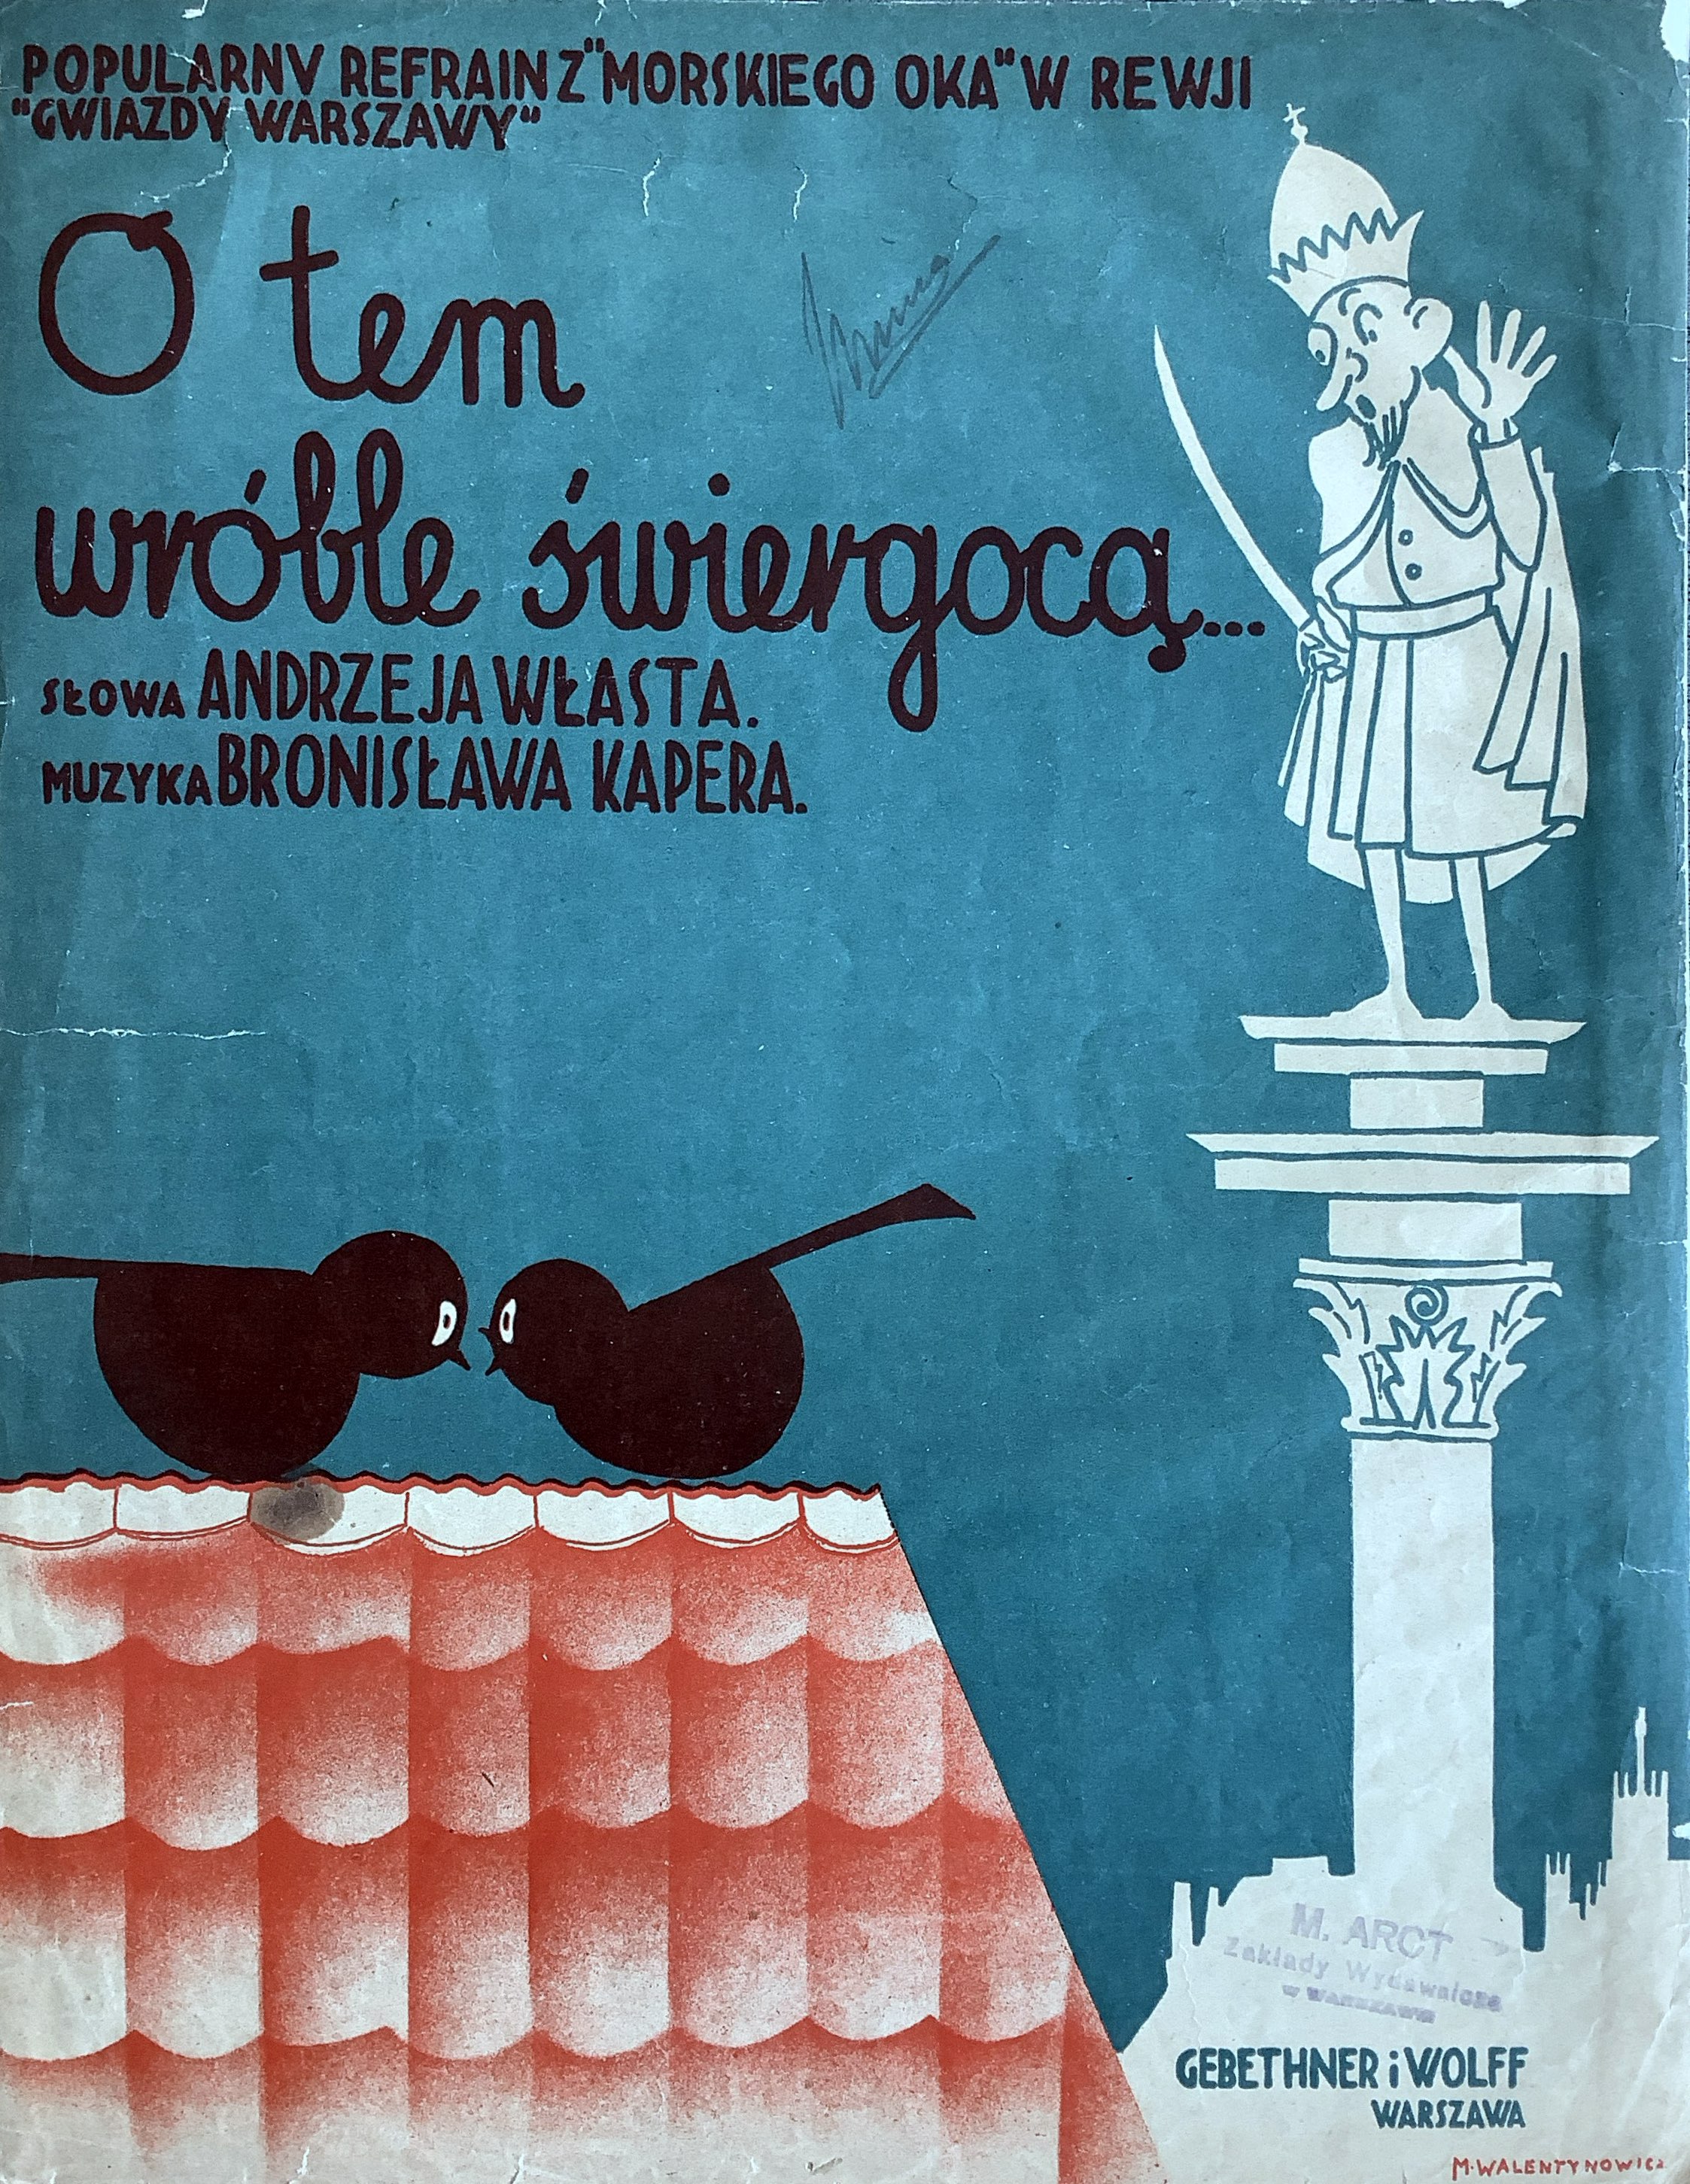 POPULARNY REFRAIN Z "MORSKIEGO OKA" W REWJI
"GWIAZDY WARSZAWY"
O tem
wróble świergocą...
SŁOWA ANDRZEJA WŁASTA.
MUZYKA BRONISŁAWA KAPERA.
M. ARCT
Zakłady Wydawnicze
w WARSZAWIE
GEBETHNER i WOLFF
WARSZAWA
M. WALENTYNOWICZ